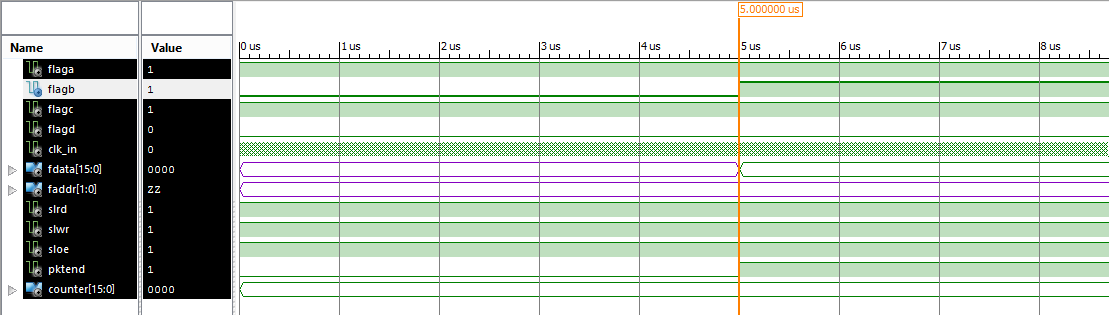 5.000000 us
Name Value 0 us 1 us 2 us 3 us 4 us 5 us 6 us 7 us 8 us
flaga 1
flagb 1
flagc 1
flagd 0
clk_in 0
fdata[15:0] 0000
faddr[1:0] ZZ
slrd 1
slwr 1
sloe 1
pktend 1
counter[15:0] 0000